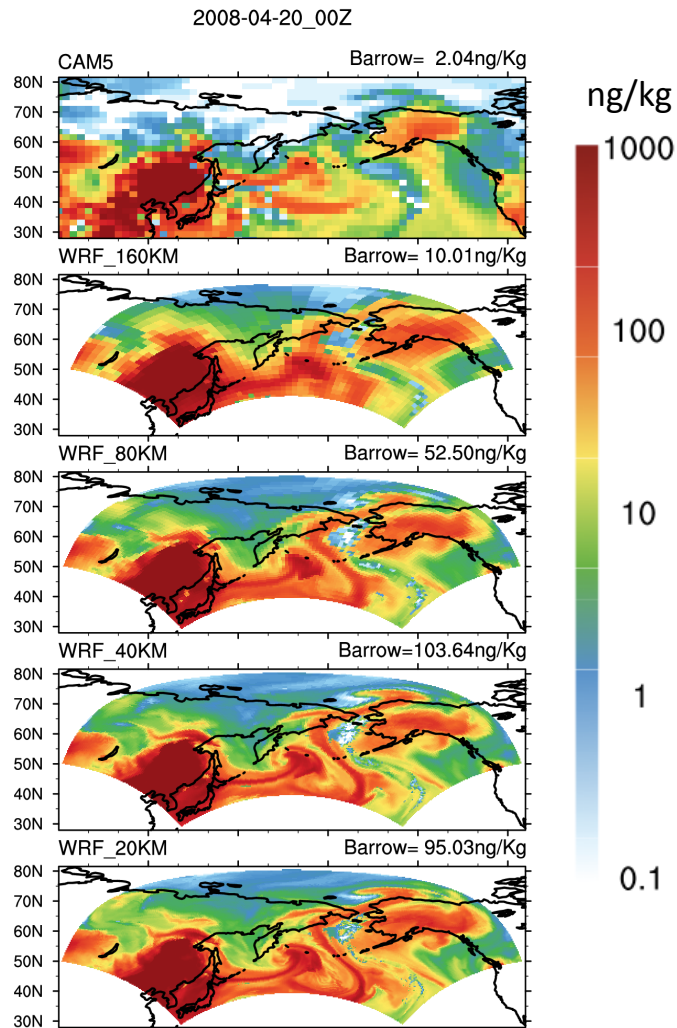 2008-04-20_00Z
CAM5 Barrow= 2.04ng/Kg
80N
70N
60N
50N
40N
30N
WRF_160KM Barrow= 10.01ng/Kg
80N
70N
60N
50N
40N
30N
WRF_80KM Barrow= 52.50ng/Kg
80N
70N
60N
50N
40N
30N
WRF_40KM Barrow=103.64ng/Kg
80N
70N
60N
50N
40N
30N
WRF_20KM Barrow= 95.03ng/Kg
80N
70N
60N
50N
40N
30N
ng/kg
1000
100
10
1
0.1